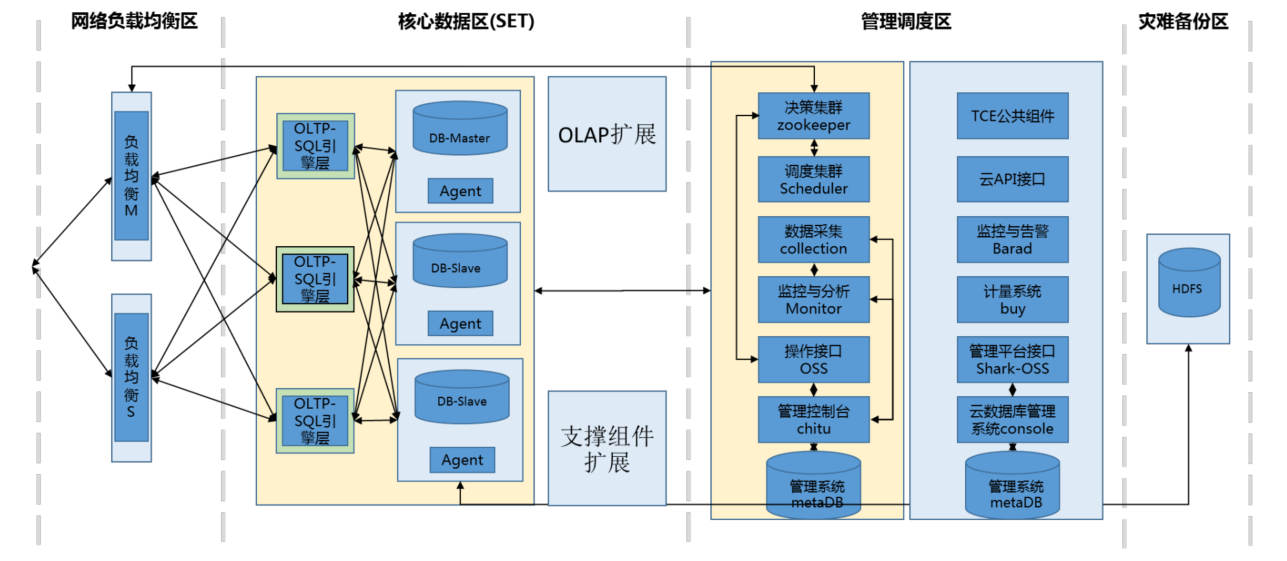 网络负载均衡区
核心数据区(SET)
管理调度区
灾难备份区
负
载
均
衡
M
负
载
均
衡
S
OLTP-
SQL引
擎层
OLTP-
SQL引
擎层
OLTP-
SQL引
擎层
DB-Master
Agent
DB-Slave
Agent
DB-Slave
Agent
OLAP扩展
支撑组件
扩展
决策集群
zookeeper
调度集群
Scheduler
数据采集
collection
监控与分析
Monitor
操作接口
OSS
管理控制台
chitu
管理系统
metaDB
TCE公共组件
云API接口
监控与告警
Barad
计量系统
buy
管理平台接口
Shark-OSS
云数据库管理
系统console
管理系统
metaDB
HDFS